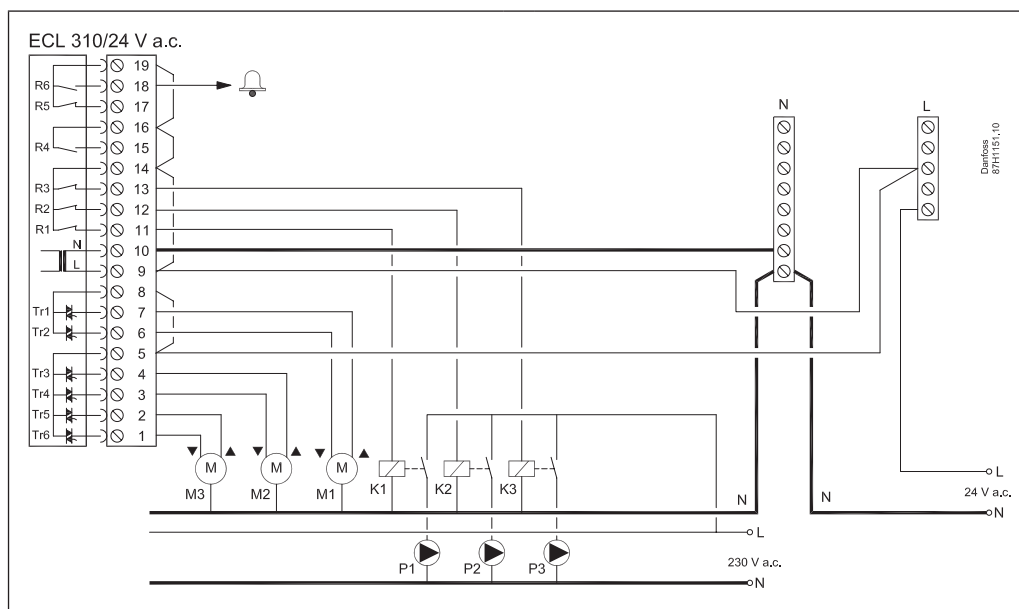 ECL 310/24 V a.c.
19
R6 18
R5 17
16
R4 15
14
R3 13
R2 12
R1 11
N 10
L 9
8
Tr1 7
Tr2 6
5
Tr3 4
Tr4 3
Tr5 2
Tr6 1
N
L
Danfoss
87H1151.10
M M M
M3 M2 M1 K1 K2 K3
N N
L
24 V a.c.
N
L
P1 P2 P3
230 V a.c.
N